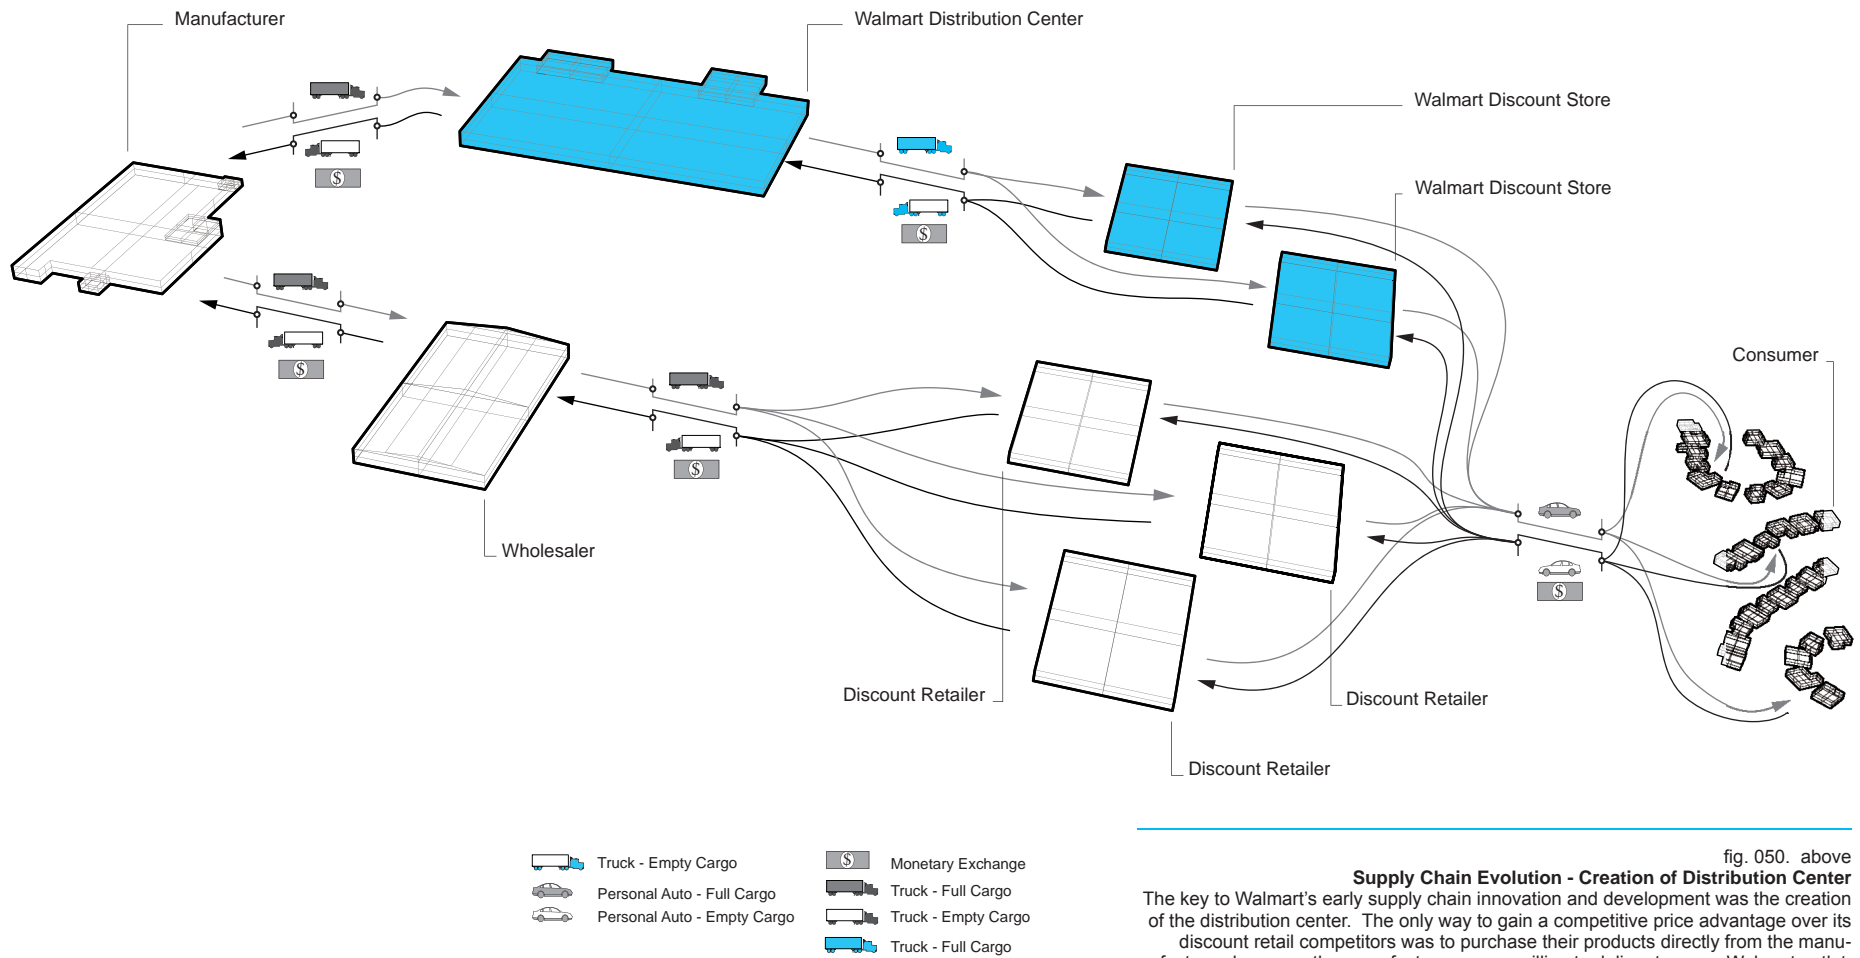 Manufacturer
Walmart Distribution Center
Walmart Discount Store
Walmart Discount Store
$
$
$
$
Consumer
$
Wholesaler
$
Discount Retailer
Discount Retailer
Discount Retailer
Truck - Empty Cargo
Personal Auto - Full Cargo
Personal Auto - Empty Cargo
$ Monetary Exchange
Truck - Full Cargo
Truck - Empty Cargo
Truck - Full Cargo
fig. 050. above
Supply Chain Evolution - Creation of Distribution Center
The key to Walmart's early supply chain innovation and development was the creation
of the distribution center. The only way to gain a competitive price advantage over its
discount retail competitors was to purchase their products directly from the manu-